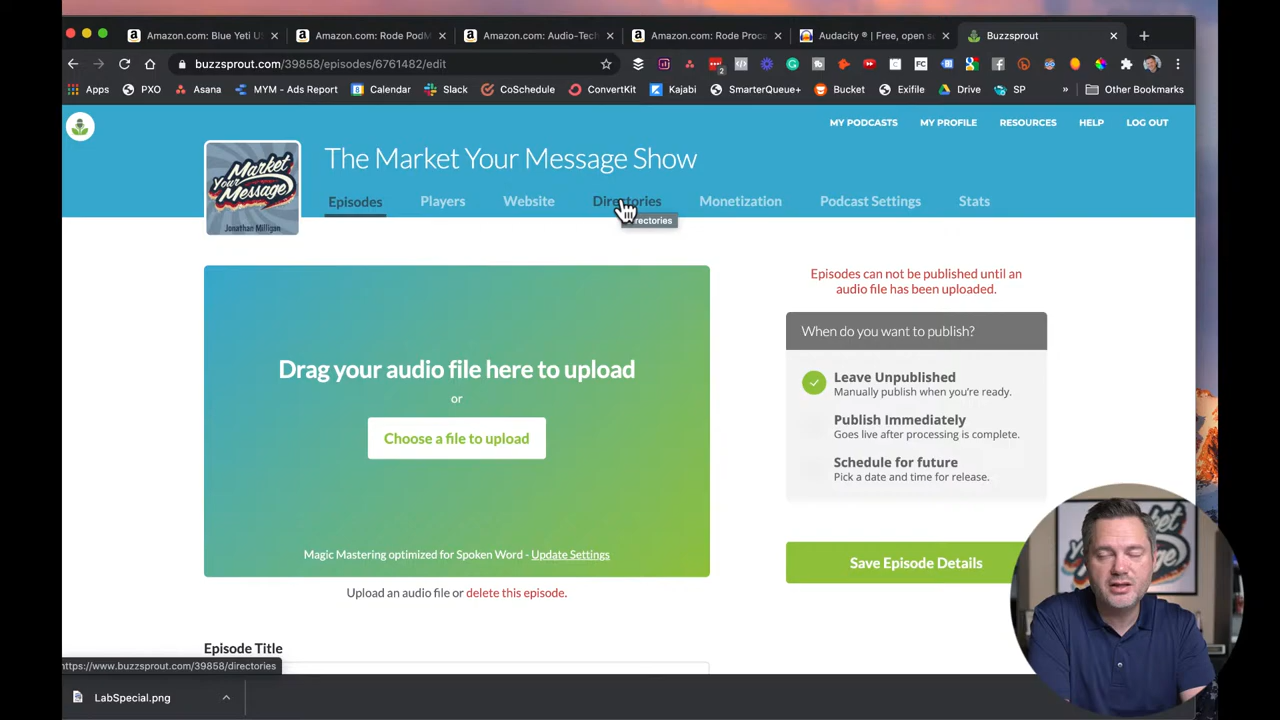 Amazon.com: Blue Yeti U
Amazon.com: Rode PodM
Amazon.com: Audio-Tech
Amazon.com: Rode Proca
Audacity ® | Free, open s
Buzzsprout
buzzsprout.com/39858/episodes/6761482/edit
Apps
PXO
Asana
MYM - Ads Report
Calendar
Slack
CoSchedule
ConvertKit
Kajabi
SmarterQueue+
Bucket
Exifile
Drive
SP
»
Other Bookmarks
MY PODCASTS
MY PROFILE
RESOURCES
HELP
LOG OUT
Market
Your
Message
Jonathan Milligan
The Market Your Message Show
Episodes
Players
Website
Directories
Monetization
Podcast Settings
Stats
Drag your audio file here to upload
or
Choose a file to upload
Magic Mastering optimized for Spoken Word - Update Settings
Upload an audio file or delete this episode.
Episode Title
Episodes can not be published until an
audio file has been uploaded.
When do you want to publish?
Leave Unpublished
Manually publish when you're ready.
Publish Immediately
Goes live after processing is complete.
Schedule for future
Pick a date and time for release.
Save Episode Details
https://www.buzzsprout.com/39858/directories
LabSpecial.png